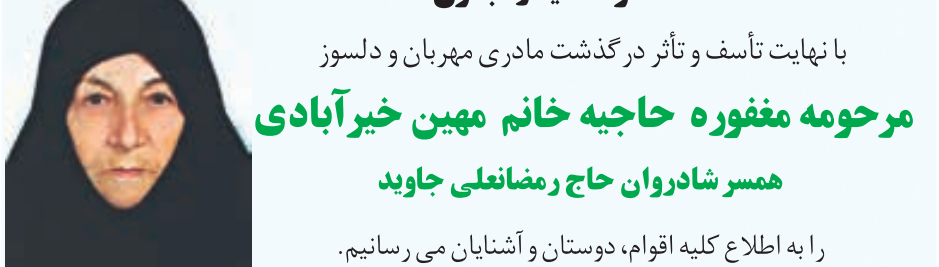 با نهایت تأسف و تأثر درگذشت مادری مهربان و دلسوز
مرحومه مغفوره حاجیه خانم مهین خیرآبادی
همسر شادروان حاج رمضانعلی جاوید
را به اطلاع کلیه اقوام، دوستان و آشنایان می رسانیم.